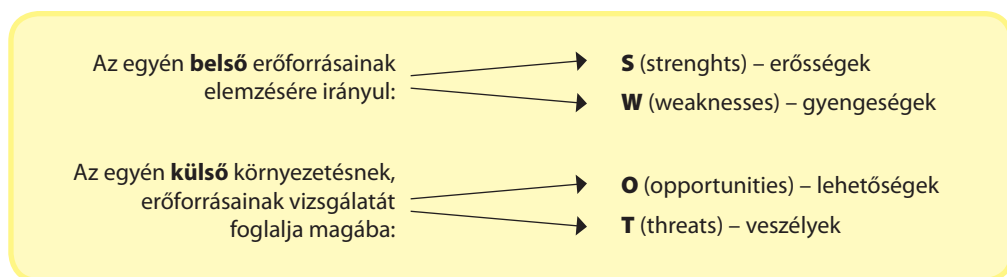 Az egyén belső erőforrásainak
elemzésére irányul:
S (strenghts) – erősségek
W (weaknesses) – gyengeségek
Az egyén külső környezetésnek,
erőforrásainak vizsgálatát
foglalja magába:
O (opportunities) – lehetőségek
T (threats) – veszélyek